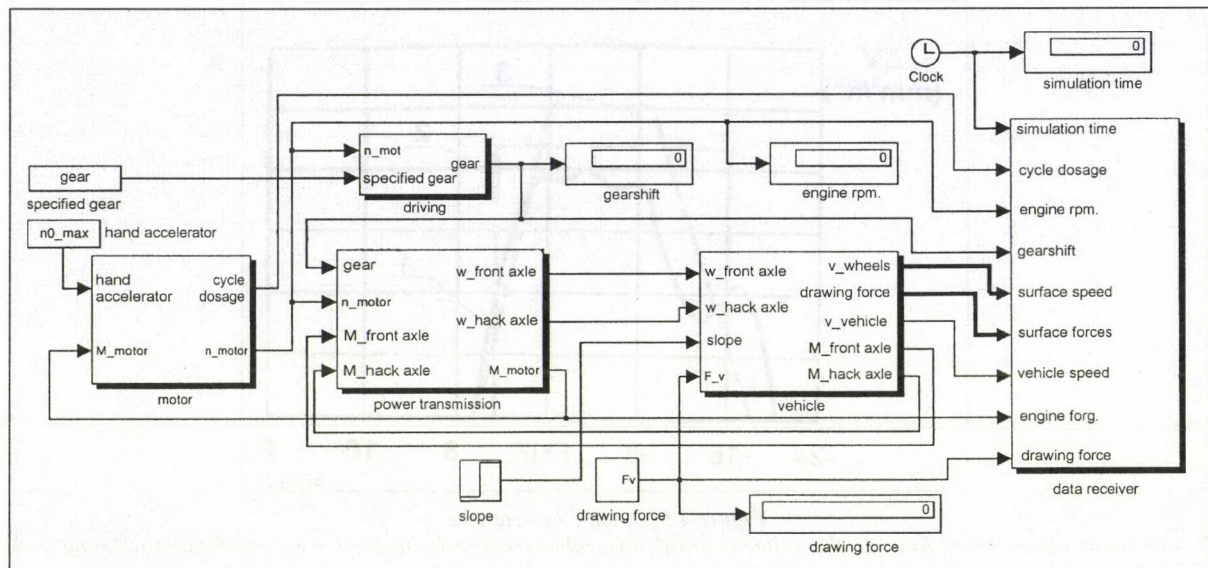 0
Clock
simulation time
simulation time
n_mot
gear
specified gear
driving
0
gearshift
0
engine rpm.
cycle dosage
gear
specified gear
engine rpm.
n0_max
hand accelerator
gearshift
hand
accelerator
cycle
dosage
M_motor
n_motor
motor
gear
n_motor
M_front axle
M_hack axle
w_front axle
w_hack axle
M_motor
power transmission
w_front axle
w_hack axle
slope
F_v
v_wheels
drawing force
v_vehicle
M_front axle
M_hack axle
vehicle
surface speed
surface forces
vehicle speed
engine forg.
drawing force
data receiver
slope
Fv
drawing force
0
drawing force